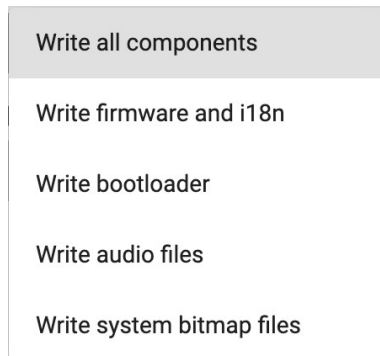 Write all components
Write firmware and i18n
Write bootloader
Write audio files
Write system bitmap files